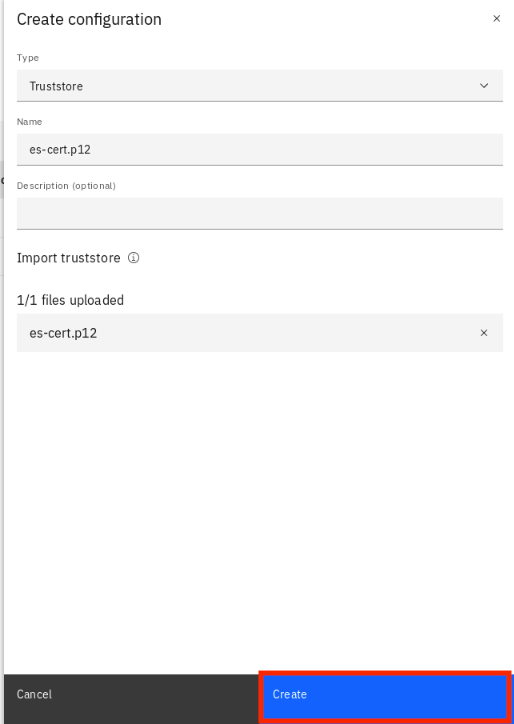 Create configuration
Type
Truststore
Name
es-cert.p12
Description (optional)
Import truststore
1/1 files uploaded
es-cert.p12
Cancel
Create